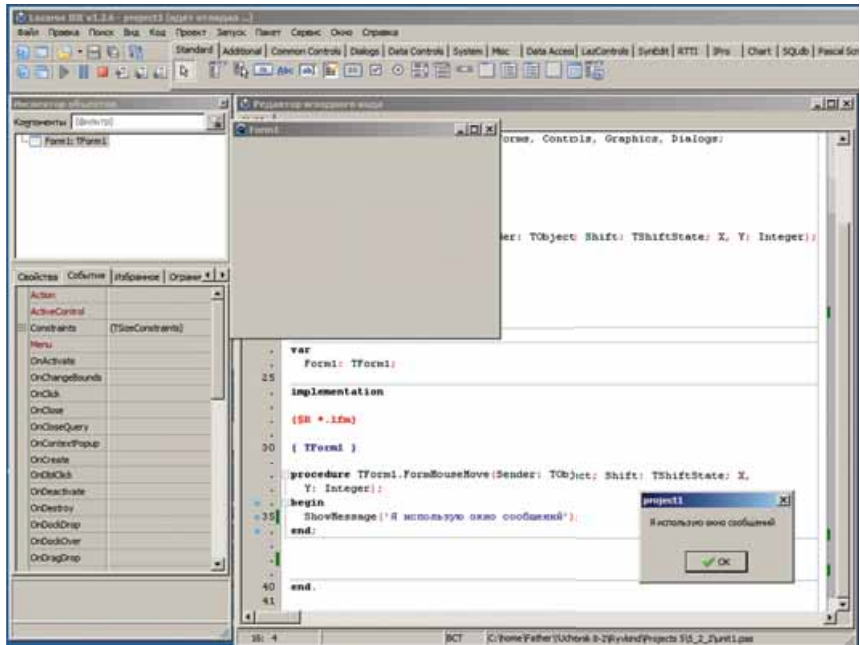 Lazarus IDE v1.2.6 - project1 (идёт отладка ...)
Файл Правка Поиск Вид Код Проект Запуск Пакет Сервис Окно Справка
Standard Additional Common Controls Dialogs Data Controls System Misc Data Access LazControls SynEdit RTTI IPro Chart SQLdb Pascal Scr
Инспектор объектов
Компоненты (фильтр)
Form1: TForm1
Свойства События Избранное Огранич
Action
ActiveControl
Constraints (TSizeConstraints)
Menu
OnActivate
OnChangeBounds
OnClick
OnClose
OnCloseQuery
OnContextPopup
OnCreate
OnDblClick
OnDeactivate
OnDestroy
OnDockDrop
OnDockOver
OnDragDrop
Редактор исходного кода
Form1
orms, Controls, Graphics, Dialogs;
der: TObject; Shift: TShiftState; X, Y: Integer);
var
Form1: TForm1;
25
implementation
{$R *.lfm}
30 { TForm1 }
procedure TForm1.FormMouseMove(Sender: TObject; Shift: TShiftState; X,
Y: Integer);
begin
35 ShowMessage('Я использую окно сообщений');
end;
40 end.
41
project1
Я использую окно сообщений
OK
16: 4 ВСТ